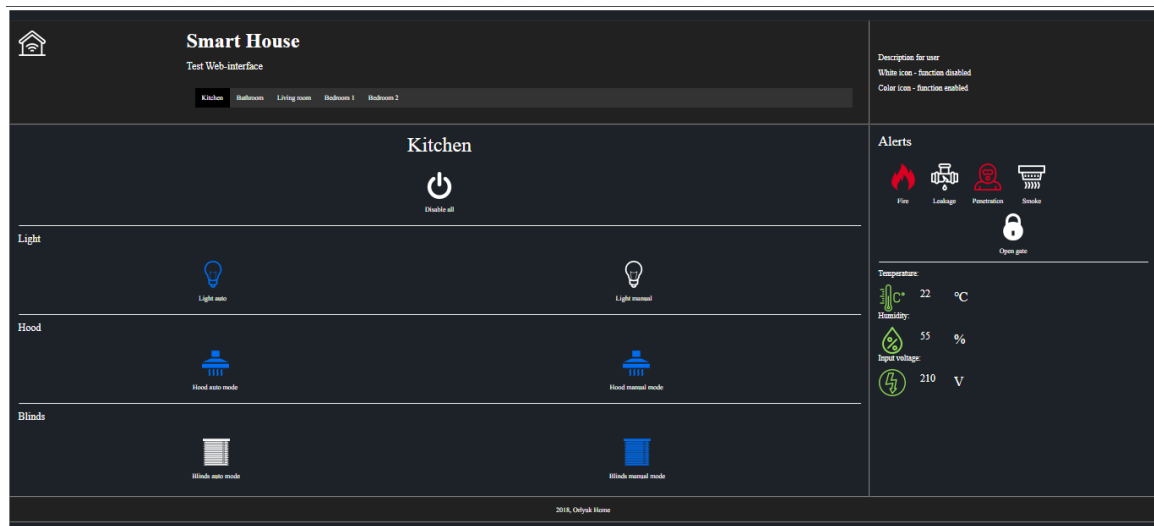 Smart House
Test Web-interface
Kitchen Bathroom Living room Bedroom 1 Bedroom 2
Description for user
White icon - function disabled
Color icon - function enabled
Kitchen
Disable all
Light
Light auto Light manual
Hood
Hood auto mode Hood manual mode
Blinds
Blinds auto mode Blinds manual mode
Alerts
Fire Leakage Penetration Smoke
Open gate
Temperature:
C° 22 °C
Humidity:
% 55 %
Input voltage:
210 V
2018, Orlyuk Home